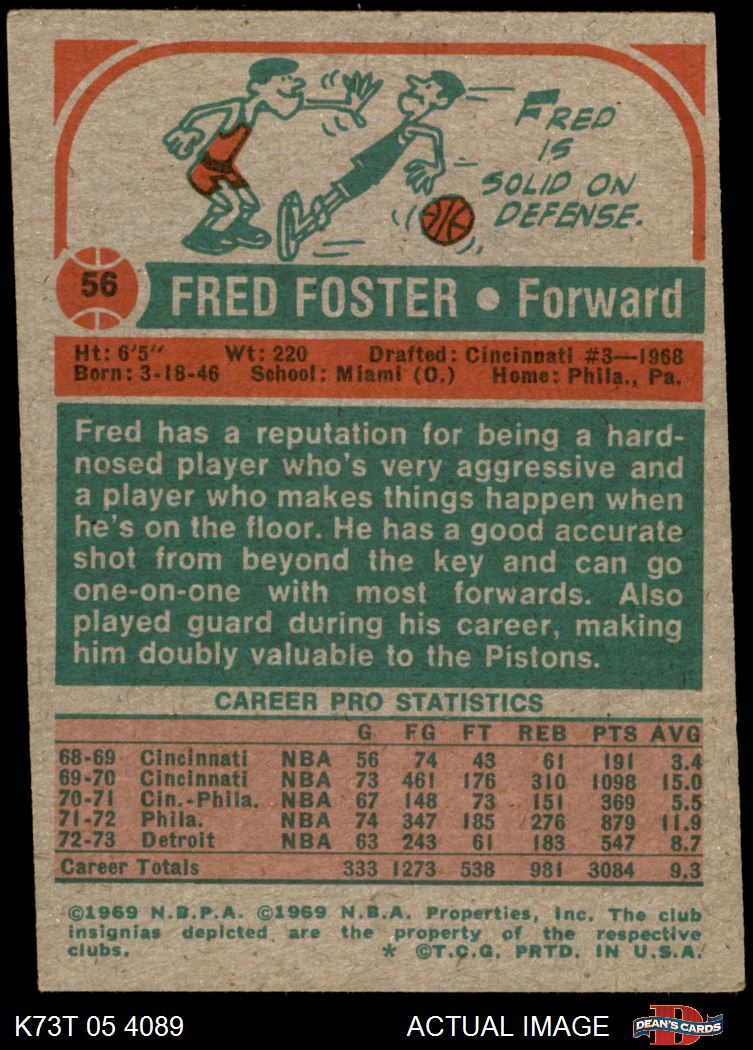 FRED
IS
SOLID ON
DEFENSE.
56
FRED FOSTER • Forward
Ht: 6'5" Wt: 220 Drafted: Cincinnati #3—1968
Born: 3-18-46 School: Miami (O.) Home: Phila., Pa.
Fred has a reputation for being a hard-
nosed player who's very aggressive and
a player who makes things happen when
he's on the floor. He has a good accurate
shot from beyond the key and can go
one-on-one with most forwards. Also
played guard during his career, making
him doubly valuable to the Pistons.
CAREER PRO STATISTICS
G FG FT REB PTS AVG
68-69 Cincinnati NBA 56 74 43 61 191 3.4
69-70 Cincinnati NBA 73 461 176 310 1098 15.0
70-71 Cin.-Phila. NBA 67 148 73 151 369 5.5
71-72 Phila. NBA 74 347 185 276 879 11.9
72-73 Detroit NBA 63 243 61 183 547 8.7
Career Totals 333 1273 538 981 3084 9.3
©1969 N.B.P.A. ©1969 N.B.A. Properties, Inc. The club
insignias depicted are the property of the respective
clubs. * ©T.C.G. PRTD. IN U.S.A.
K73T 05 4089 ACTUAL IMAGE DEAN'S CARDS